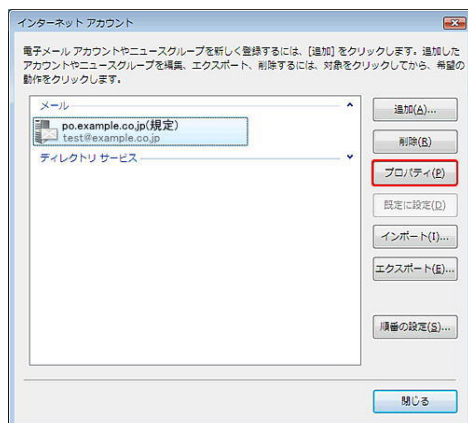 インターネット アカウント
電子メール アカウントやニュースグループを新しく登録するには、[追加] をクリックします。追加した
アカウントやニュースグループを編集、エクスポート、削除するには、対象をクリックしてから、希望の
動作をクリックします。
メール
po.example.co.jp(規定)
test@example.co.jp
ディレクトリ サービス
追加(A)...
削除(R)
プロパティ(P)
既定に設定(D)
インポート(I)...
エクスポート(E)...
順番の設定(S)...
閉じる